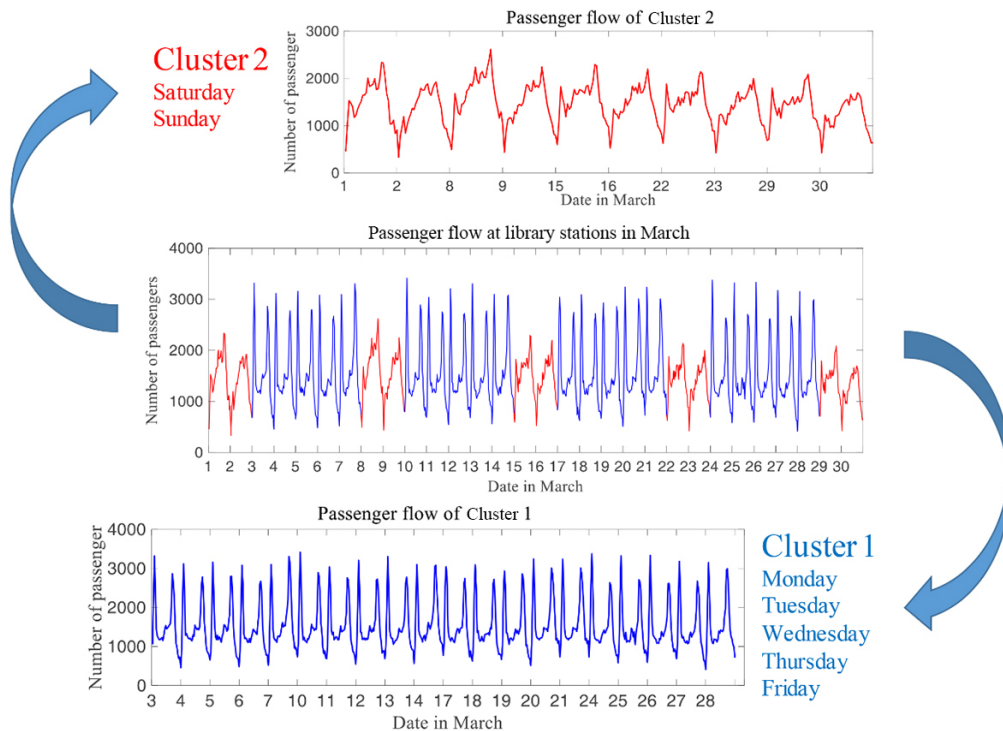 Passenger flow of Cluster 2
Cluster 2
Saturday
Sunday
Number of passenger
3000
2000
1000
0
1 2 8 9 15 16 22 23 29 30
Date in March
Passenger flow at library stations in March
Number of passengers
4000
3000
2000
1000
0
1 2 3 4 5 6 7 8 9 10 11 12 13 14 15 16 17 18 19 20 21 22 23 24 25 26 27 28 29 30
Date in March
Passenger flow of Cluster 1
Number of passenger
4000
3000
2000
1000
0
3 4 5 6 7 10 11 12 13 14 17 18 19 20 21 24 25 26 27 28
Date in March
Cluster 1
Monday
Tuesday
Wednesday
Thursday
Friday